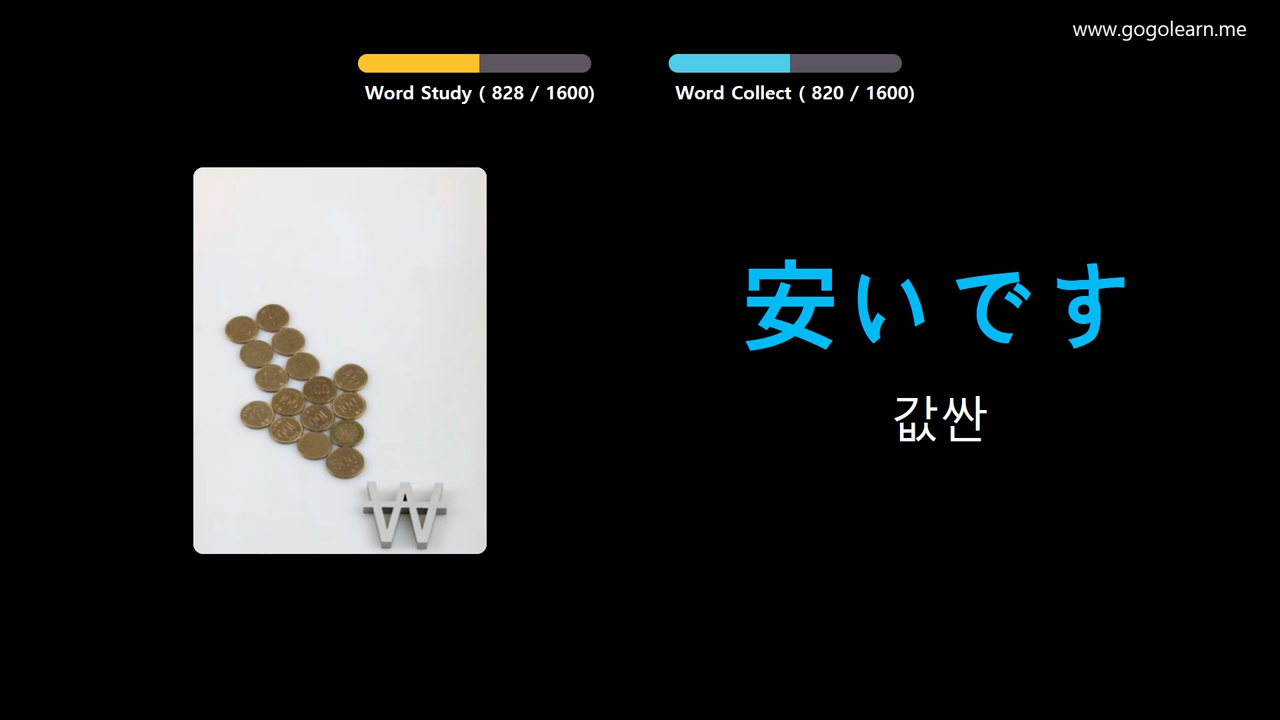 www.gogolearn.me
Word Study ( 828 / 1600)
Word Collect ( 820 / 1600)
安いです
값싼
₩